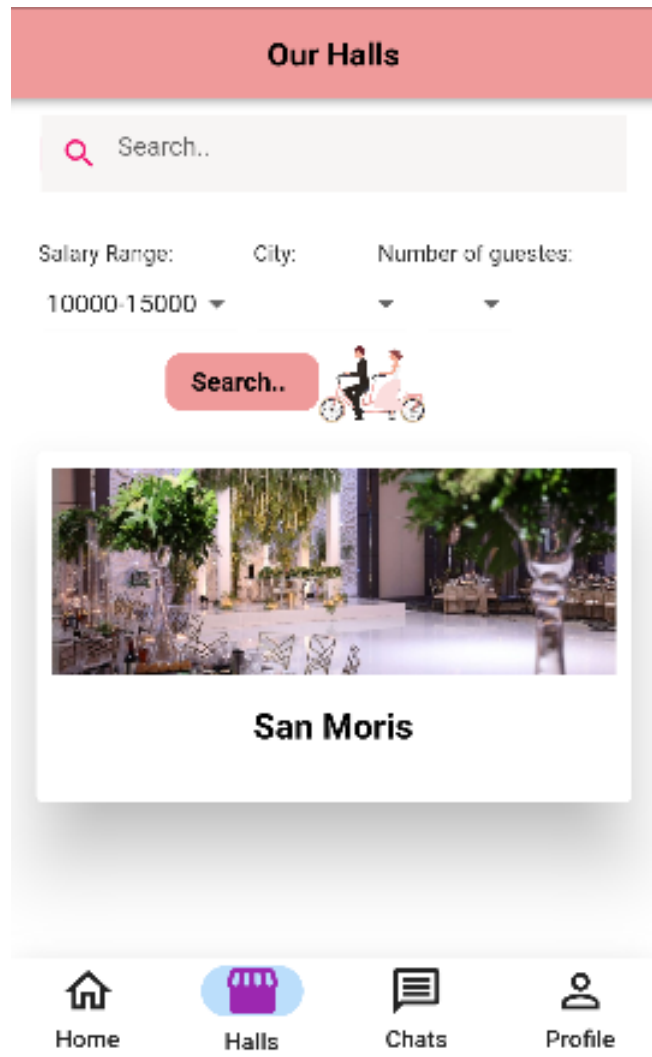 Our Halls
Search..
Salary Range: City: Number of guestes:
10000-15000
Search..
San Moris
Home Halls Chats Profile